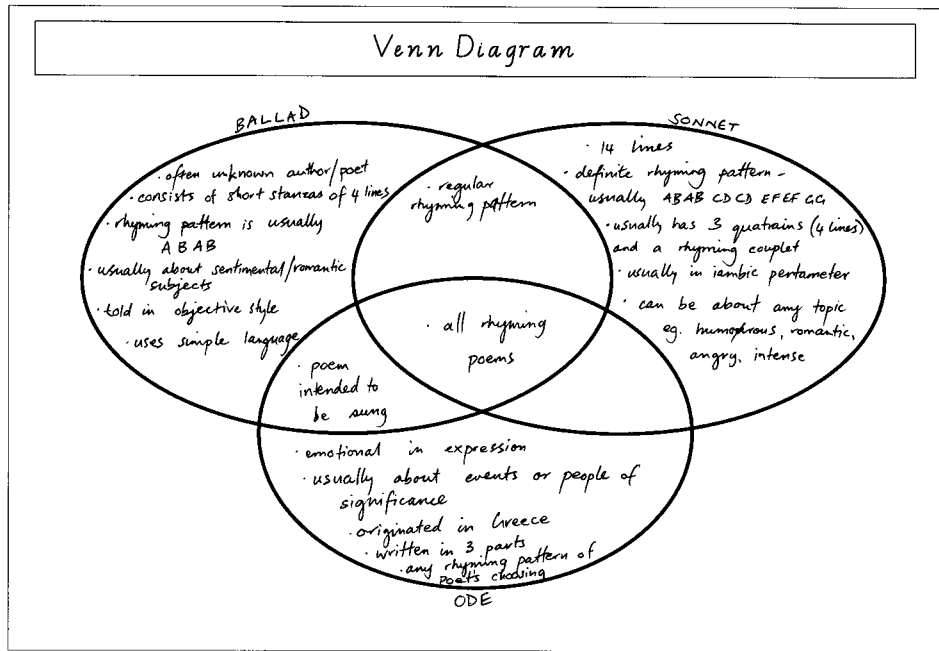 Venn Diagram
BALLAD
· often unknown author/poet
· consists of short stanzas of 4 lines
· rhyming pattern is usually
A B A B
· usually about sentimental/romantic
subjects
· told in objective style
· uses simple language
· regular
rhyming pattern
SONNET
· 14 lines
· definite rhyming pattern -
usually ABAB CDCD EFEF GG
· usually has 3 quatrains (4 lines)
and a rhyming couplet
· usually in iambic pentameter
· can be about any topic
eg. humourous, romantic,
angry, intense
· all rhyming
poems
· poem
intended to
be sung
· emotional in expression
· usually about events or people of
significance
· originated in Greece
· written in 3 parts
· any rhyming pattern of
poet's choosing
ODE